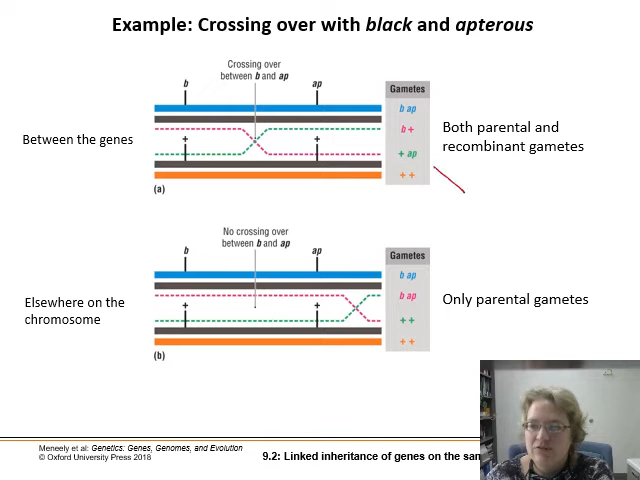 Example: Crossing over with black and apterous
Crossing over
between b and ap
b
ap
Gametes
b ap
b +
+ ap
+ +
+
+
Between the genes
Both parental and
recombinant gametes
(a)
No crossing over
between b and ap
b
ap
Gametes
b ap
b ap
+ +
+ +
+
+
Elsewhere on the
chromosome
Only parental gametes
(b)
Meneely et al: Genetics: Genes, Genomes, and Evolution
© Oxford University Press 2018
9.2: Linked inheritance of genes on the sam